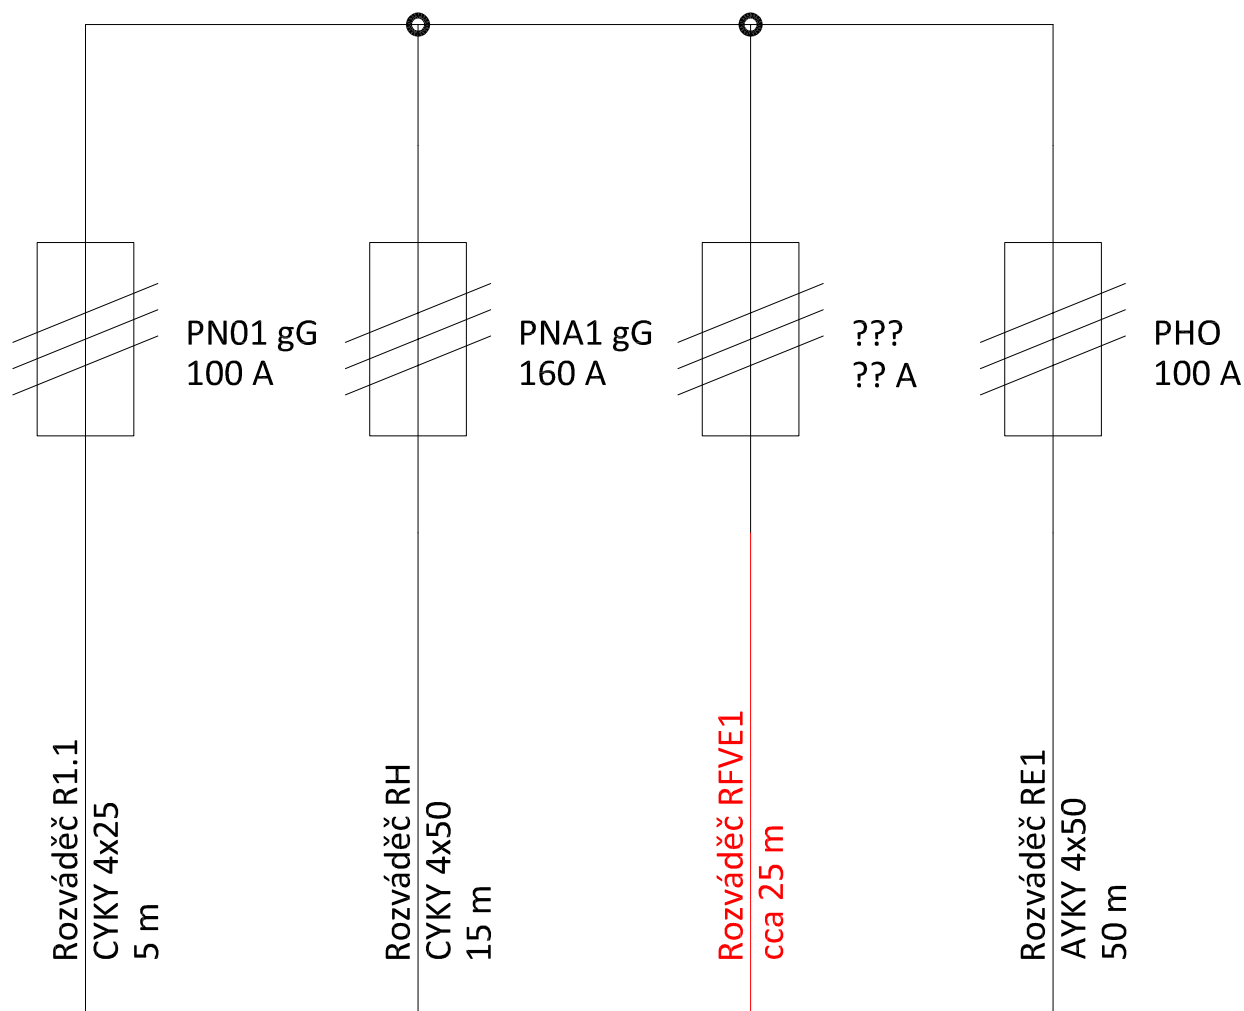 PN01 gG
100 A
PNA1 gG
160 A
???
?? A
PHO
100 A
Rozváděč R1.1
CYKY 4x25
5 m
Rozváděč RH
CYKY 4x50
15 m
Rozváděč RFVE1
cca 25 m
Rozváděč RE1
AYKY 4x50
50 m